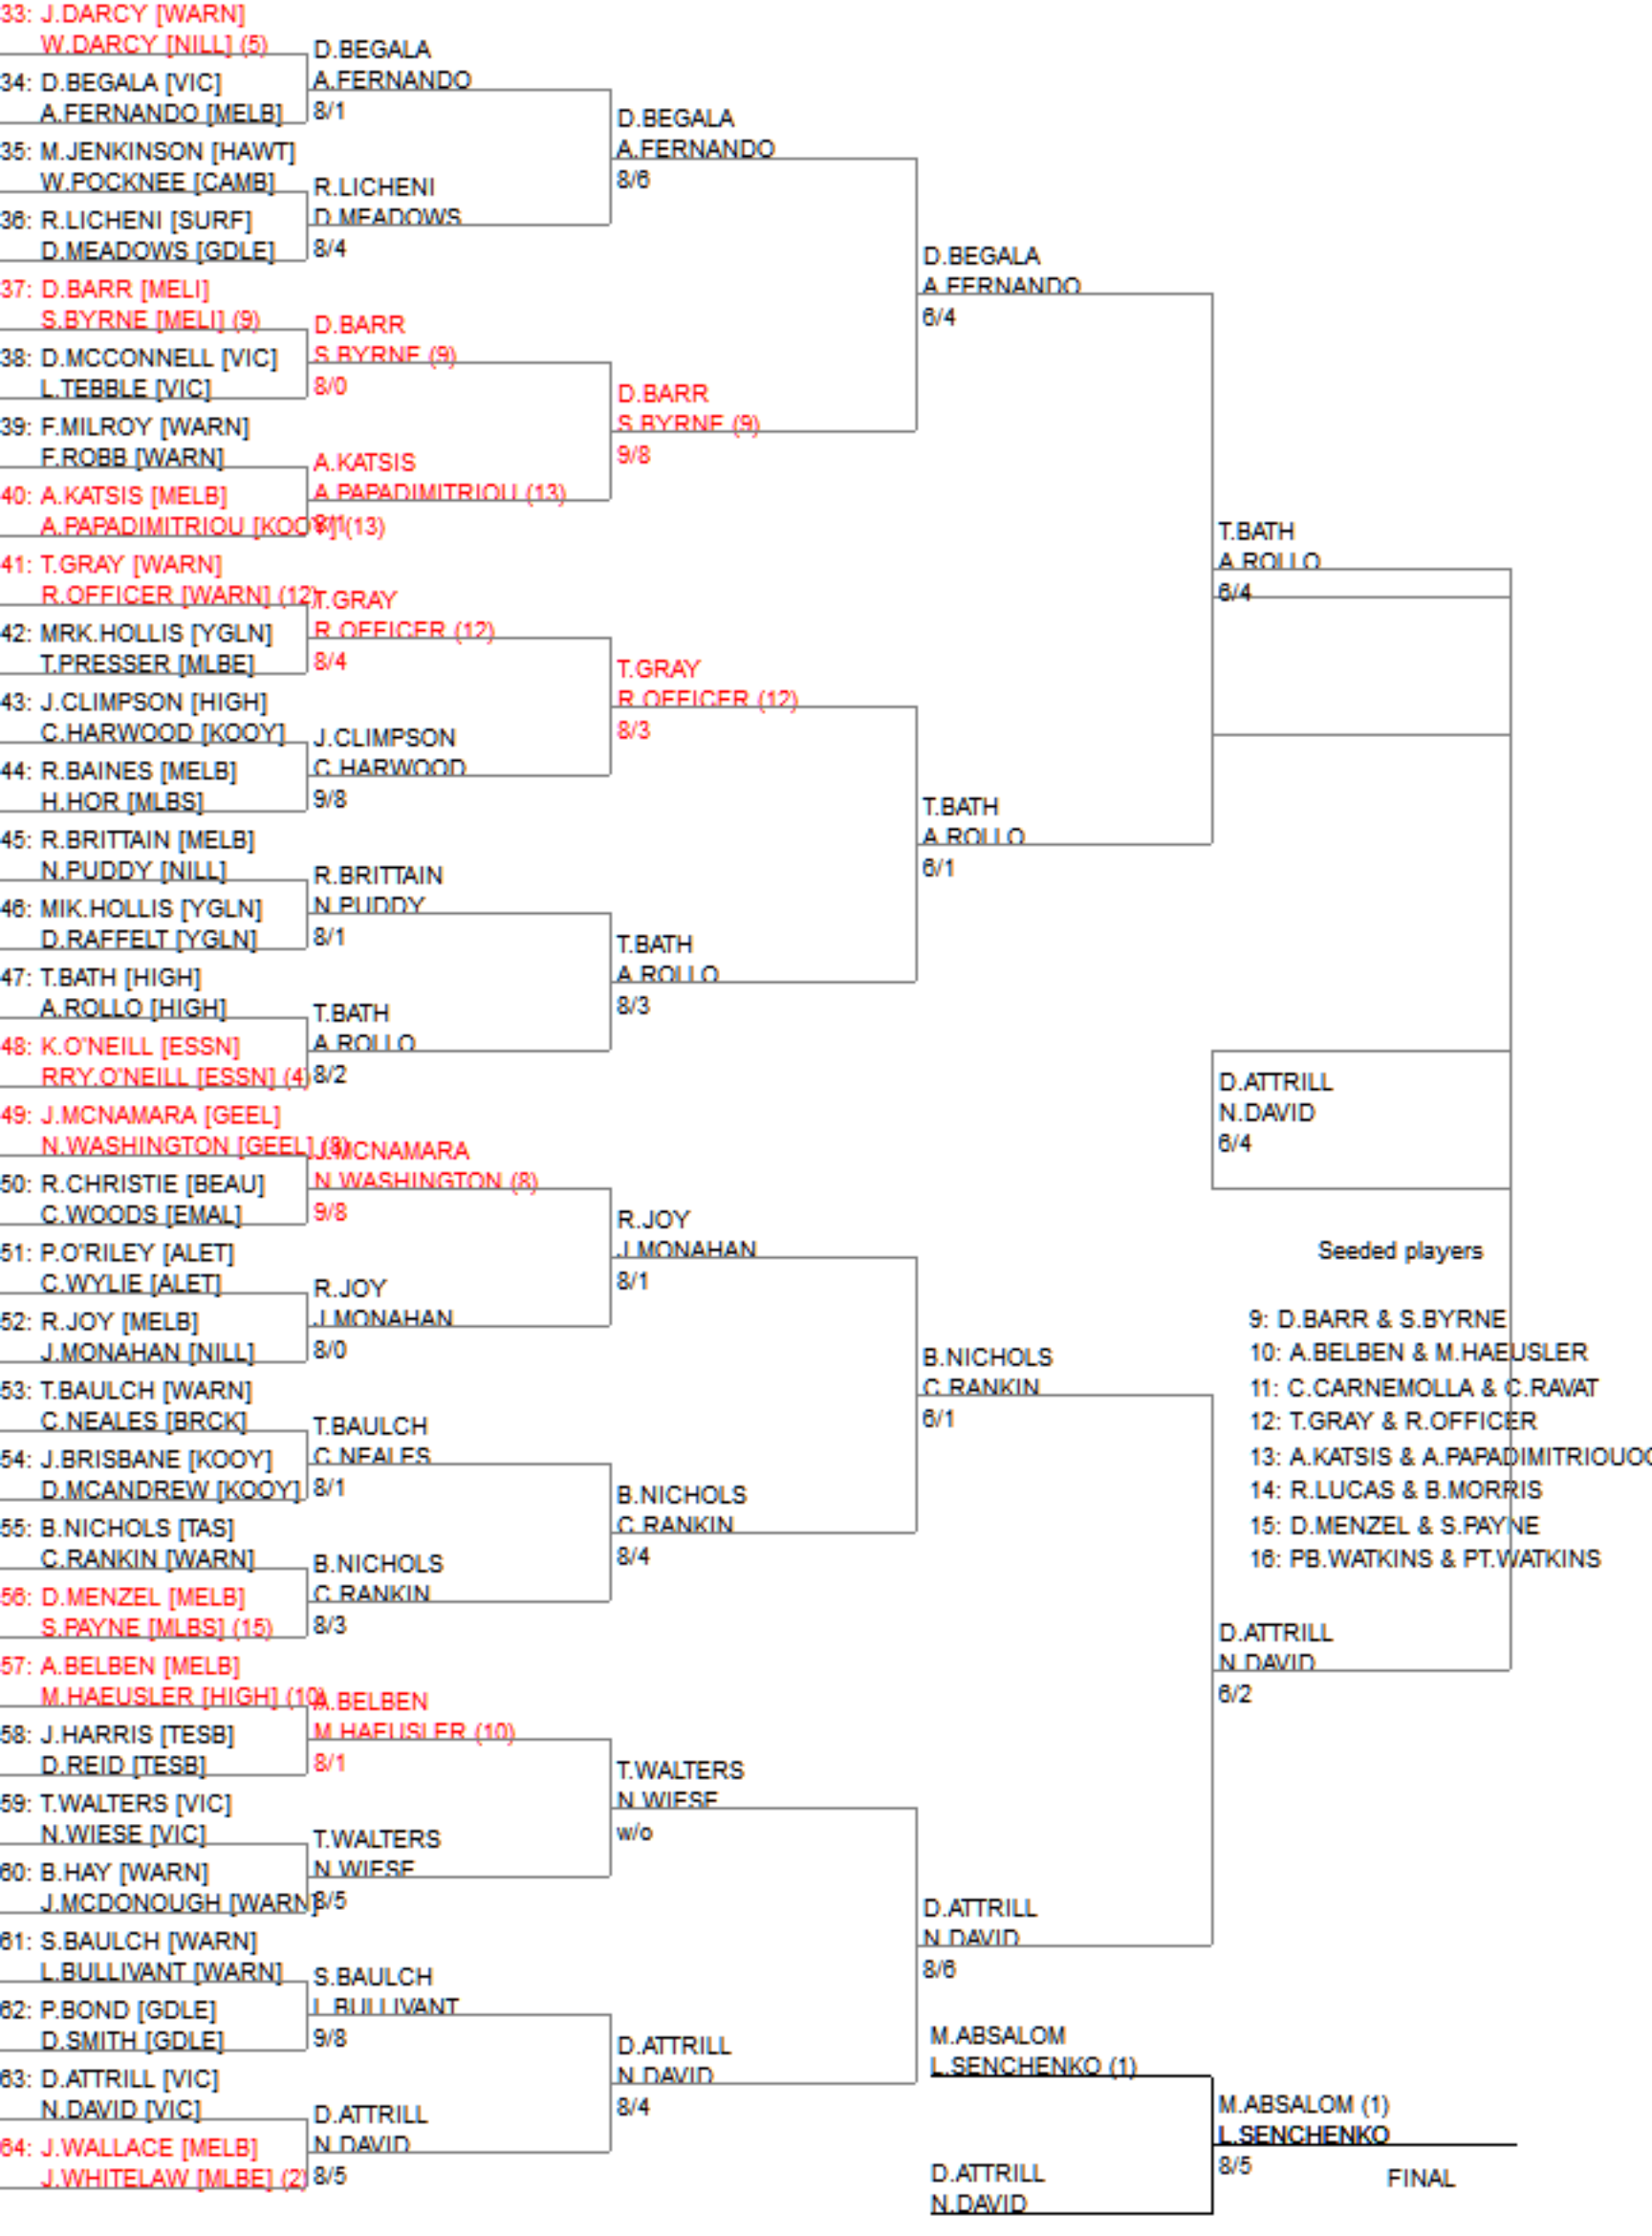 33: J.DARCY [WARN]
W.DARCY [NILL] (5)
34: D.BEGALA [VIC]
A.FERNANDO [MELB]
35: M.JENKINSON [HAWT]
W.POCKNEE [CAMB]
36: R.LICHENI [SURF]
D.MEADOWS [GDLE]
37: D.BARR [MELI]
S.BYRNE [MELI] (9)
38: D.MCCONNELL [VIC]
L.TEBBLE [VIC]
39: F.MILROY [WARN]
F.ROBB [WARN]
40: A.KATSIS [MELB]
A.PAPADIMITRIOU [KOOY] (13)
41: T.GRAY [WARN]
R.OFFICER [WARN] (12)
42: MRK.HOLLIS [YGLN]
T.PRESSER [MLBE]
43: J.CLIMPSON [HIGH]
C.HARWOOD [KOOY]
44: R.BAINES [MELB]
H.HOR [MLBS]
45: R.BRITTAIN [MELB]
N.PUDDY [NILL]
46: MIK.HOLLIS [YGLN]
D.RAFFELT [YGLN]
47: T.BATH [HIGH]
A.ROLLO [HIGH]
48: K.O'NEILL [ESSN]
RRY.O'NEILL [ESSN] (4)
49: J.MCNAMARA [GEEL]
N.WASHINGTON [GEEL] (8)
50: R.CHRISTIE [BEAU]
C.WOODS [EMAL]
51: P.O'RILEY [ALET]
C.WYLIE [ALET]
52: R.JOY [MELB]
J.MONAHAN [NILL]
53: T.BAULCH [WARN]
C.NEALES [BRCK]
54: J.BRISBANE [KOOY]
D.MCANDREW [KOOY]
55: B.NICHOLS [TAS]
C.RANKIN [WARN]
56: D.MENZEL [MELB]
S.PAYNE [MLBS] (15)
57: A.BELBEN [MELB]
M.HAEUSLER [HIGH] (10)
58: J.HARRIS [TESB]
D.REID [TESB]
59: T.WALTERS [VIC]
N.WIESE [VIC]
60: B.HAY [WARN]
J.MCDONOUGH [WARN]
61: S.BAULCH [WARN]
L.BULLIVANT [WARN]
62: P.BOND [GDLE]
D.SMITH [GDLE]
63: D.ATTRILL [VIC]
N.DAVID [VIC]
64: J.WALLACE [MELB]
J.WHITELAW [MLBE] (2)
D.BEGALA
A.FERNANDO
8/1
R.LICHENI
D.MEADOWS
8/4
D.BARR
S.BYRNE (9)
8/0
A.KATSIS
A.PAPADIMITRIOU (13)
T.GRAY
R.OFFICER (12)
8/4
J.CLIMPSON
C.HARWOOD
9/8
R.BRITTAIN
N.PUDDY
8/1
T.BATH
A.ROLLO
8/2
J.MCNAMARA
N.WASHINGTON (8)
9/8
R.JOY
J.MONAHAN
8/0
T.BAULCH
C.NEALES
8/1
B.NICHOLS
C.RANKIN
8/3
A.BELBEN
M.HAEUSLER (10)
8/1
T.WALTERS
N.WIESE
8/5
S.BAULCH
L.BULLIVANT
9/8
D.ATTRILL
N.DAVID
8/5
D.BEGALA
A.FERNANDO
8/6
D.BARR
S.BYRNE (9)
9/8
T.GRAY
R.OFFICER (12)
8/3
T.BATH
A.ROLLO
8/3
R.JOY
J.MONAHAN
8/1
B.NICHOLS
C.RANKIN
8/4
T.WALTERS
N.WIESE
w/o
D.ATTRILL
N.DAVID
8/4
D.BEGALA
A.FERNANDO
6/4
T.BATH
A.ROLLO
6/1
B.NICHOLS
C.RANKIN
6/1
D.ATTRILL
N.DAVID
8/6
T.BATH
A.ROLLO
6/4
D.ATTRILL
N.DAVID
6/4
Seeded players
9: D.BARR & S.BYRNE
10: A.BELBEN & M.HAEUSLER
11: C.CARNEMOLLA & C.RAVAT
12: T.GRAY & R.OFFICER
13: A.KATSIS & A.PAPADIMITRIOUOO
14: R.LUCAS & B.MORRIS
15: D.MENZEL & S.PAYNE
16: PB.WATKINS & PT.WATKINS
D.ATTRILL
N.DAVID
6/2
M.ABSALOM
L.SENCHENKO (1)
D.ATTRILL
N.DAVID
M.ABSALOM (1)
L.SENCHENKO
8/5
FINAL